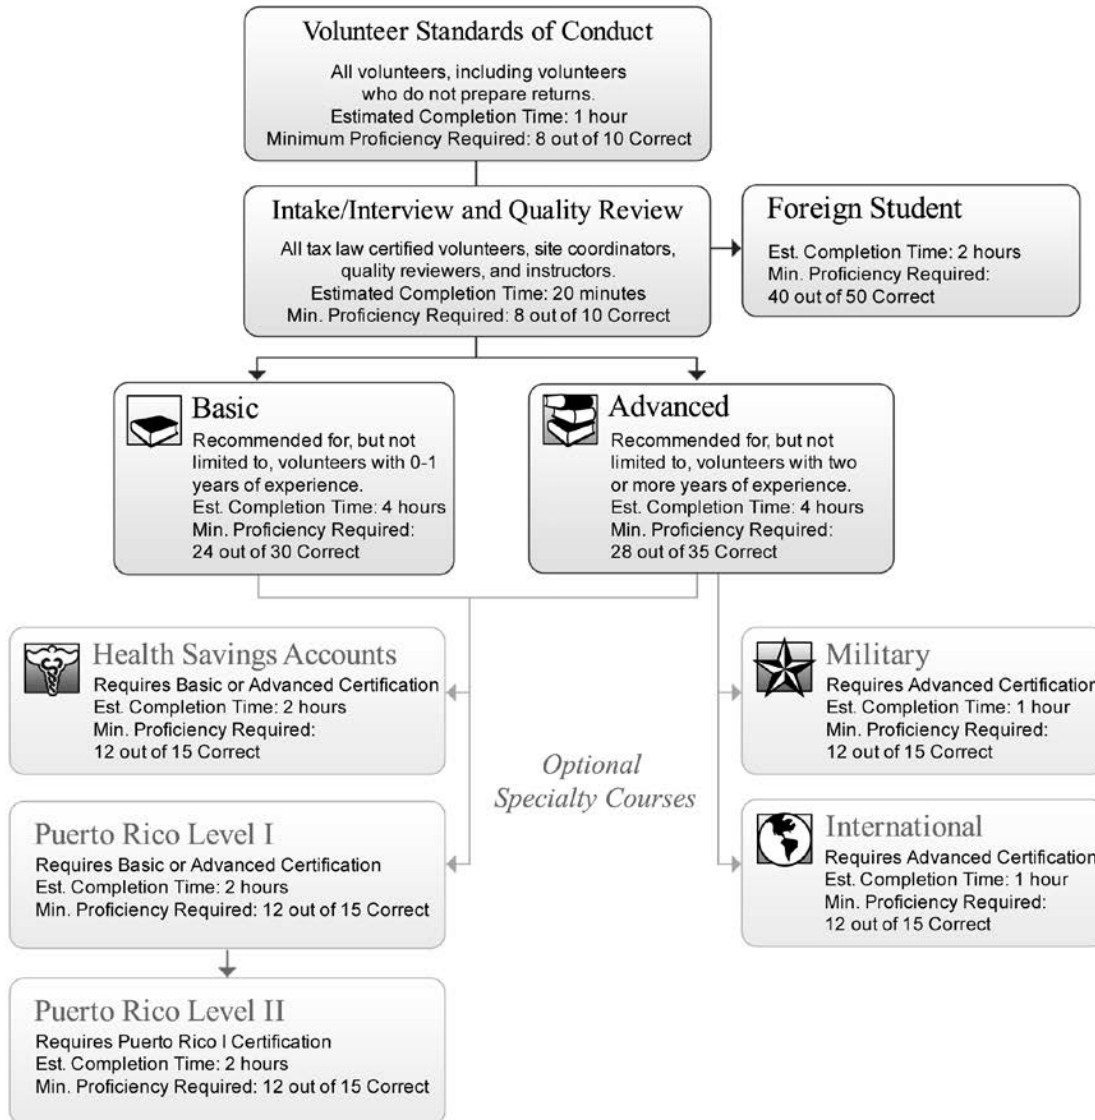 Volunteer Standards of Conduct
All volunteers, including volunteers
who do not prepare returns.
Estimated Completion Time: 1 hour
Minimum Proficiency Required: 8 out of 10 Correct
Intake/Interview and Quality Review
All tax law certified volunteers, site coordinators,
quality reviewers, and instructors.
Estimated Completion Time: 20 minutes
Min. Proficiency Required: 8 out of 10 Correct
Foreign Student
Est. Completion Time: 2 hours
Min. Proficiency Required:
40 out of 50 Correct
Basic
Recommended for, but not
limited to, volunteers with 0-1
years of experience.
Est. Completion Time: 4 hours
Min. Proficiency Required:
24 out of 30 Correct
Advanced
Recommended for, but not
limited to, volunteers with two
or more years of experience.
Est. Completion Time: 4 hours
Min. Proficiency Required:
28 out of 35 Correct
Health Savings Accounts
Requires Basic or Advanced Certification
Est. Completion Time: 2 hours
Min. Proficiency Required:
12 out of 15 Correct
Military
Requires Advanced Certification
Est. Completion Time: 1 hour
Min. Proficiency Required:
12 out of 15 Correct
Optional
Specialty Courses
Puerto Rico Level I
Requires Basic or Advanced Certification
Est. Completion Time: 2 hours
Min. Proficiency Required: 12 out of 15 Correct
International
Requires Advanced Certification
Est. Completion Time: 1 hour
Min. Proficiency Required:
12 out of 15 Correct
Puerto Rico Level II
Requires Puerto Rico I Certification
Est. Completion Time: 2 hours
Min. Proficiency Required: 12 out of 15 Correct